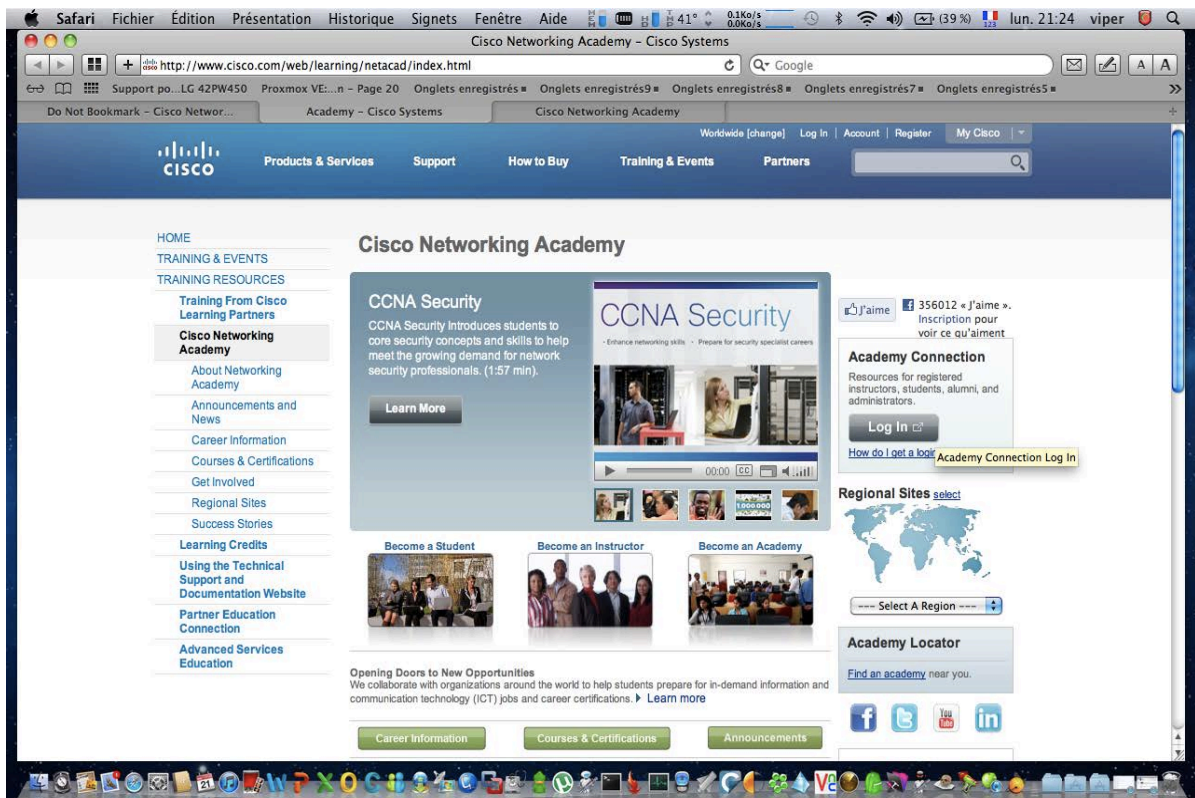 Safari Fichier Édition Présentation Historique Signets Fenêtre Aide 41° 0.1Ko/s 0.0Ko/s (39 %) 123 lun. 21:24 viper
Cisco Networking Academy – Cisco Systems
http://www.cisco.com/web/learning/netacad/index.html Google A A
Support po...LG 42PW450 Proxmox VE:...n – Page 20 Onglets enregistrés Onglets enregistrés9 Onglets enregistrés8 Onglets enregistrés7 Onglets enregistrés5
Do Not Bookmark – Cisco Networ... Academy – Cisco Systems Cisco Networking Academy
Worldwide [change] Log In | Account | Register My Cisco
CISCO
Products & Services Support How to Buy Training & Events Partners
HOME
TRAINING & EVENTS
TRAINING RESOURCES
Training From Cisco
Learning Partners
Cisco Networking
Academy
About Networking
Academy
Announcements and
News
Career Information
Courses & Certifications
Get Involved
Regional Sites
Success Stories
Learning Credits
Using the Technical
Support and
Documentation Website
Partner Education
Connection
Advanced Services
Education
Cisco Networking Academy
CCNA Security
CCNA Security Introduces students to
core security concepts and skills to help
meet the growing demand for network
security professionals. (1:57 min).
Learn More
CCNA Security
- Enhance networking skills - Prepare for security specialist careers
00:00 CC
1,000,000
Become a Student Become an Instructor Become an Academy
Opening Doors to New Opportunities
We collaborate with organizations around the world to help students prepare for in-demand information and
communication technology (ICT) jobs and career certifications. Learn more
Career Information Courses & Certifications Announcements
J'aime 356012 « J'aime ».
Inscription pour
voir ce qu'aiment
Academy Connection
Resources for registered
instructors, students, alumni, and
administrators.
Log In
How do I get a login
Academy Connection Log In
Regional Sites select
--- Select A Region ---
Academy Locator
Find an academy near you.
You Tube
in
21